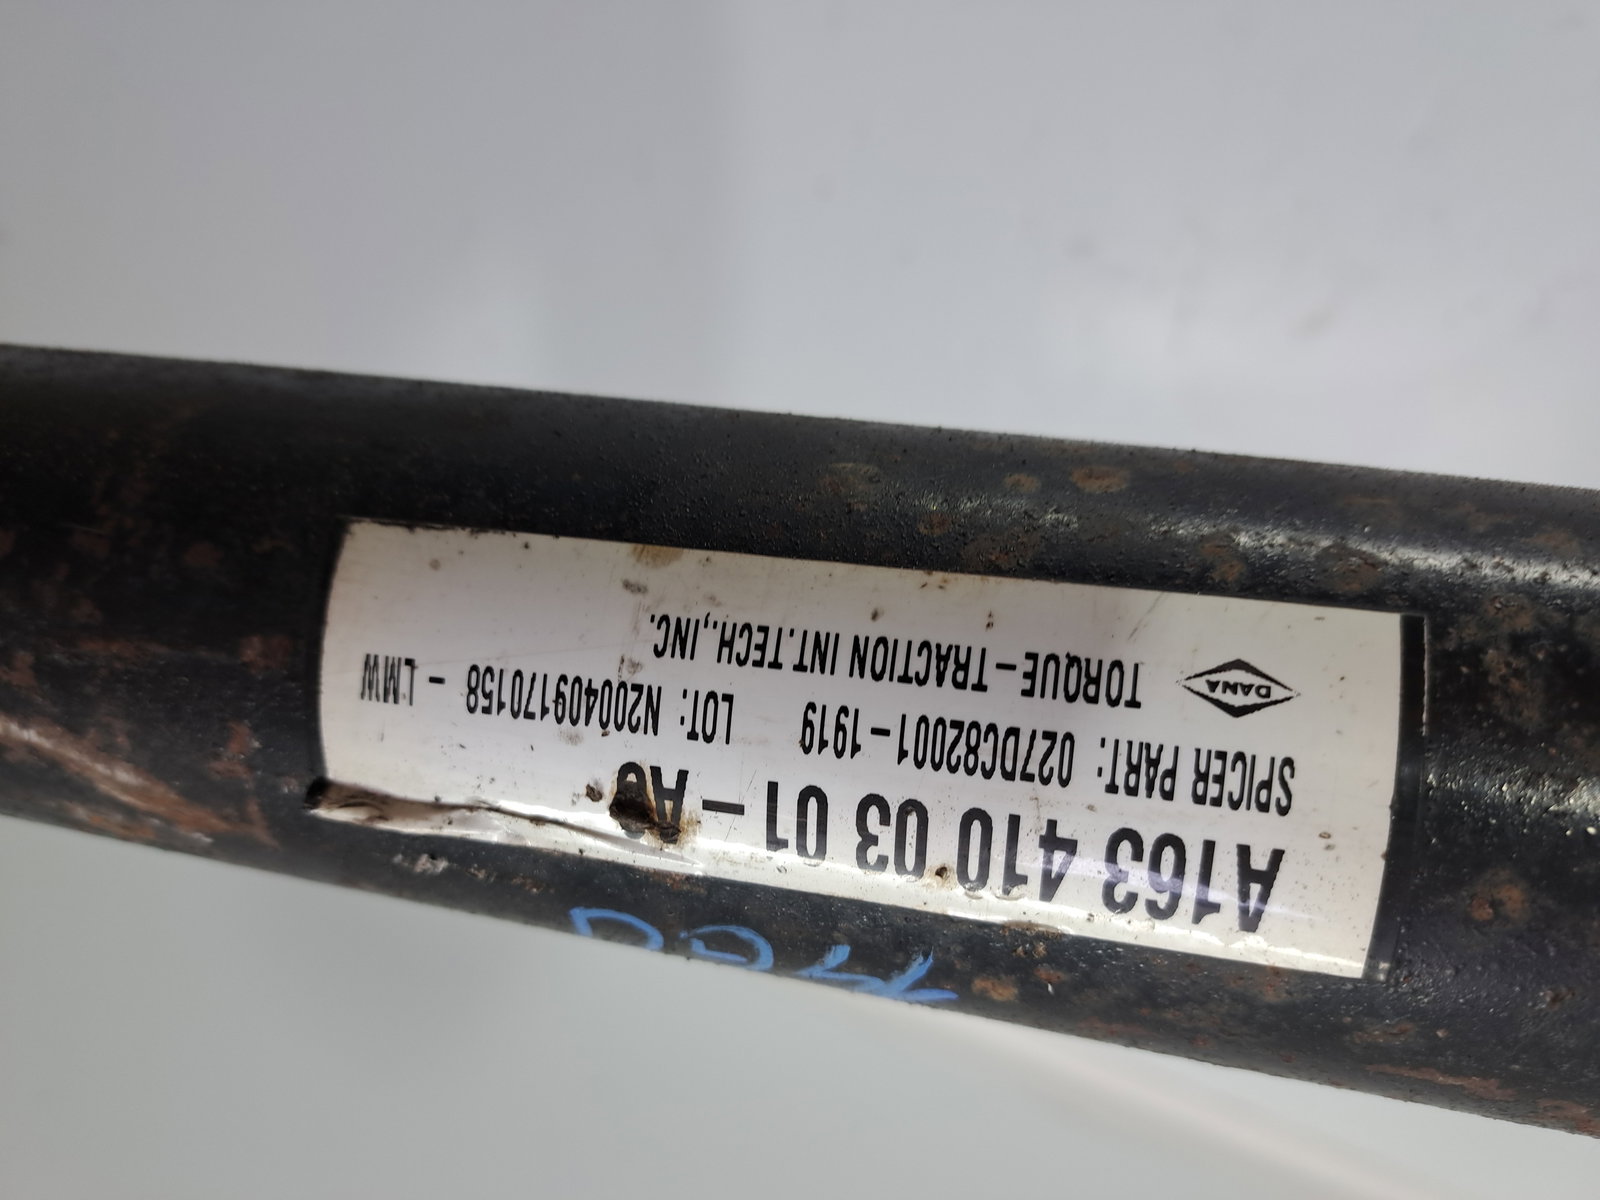 A163 410 03 01-A
SPICER PART: 027DC82001-1919 LOT: N200409170158 - LMW
DANA
TORQUE-TRACTION INT.TECH.,INC.